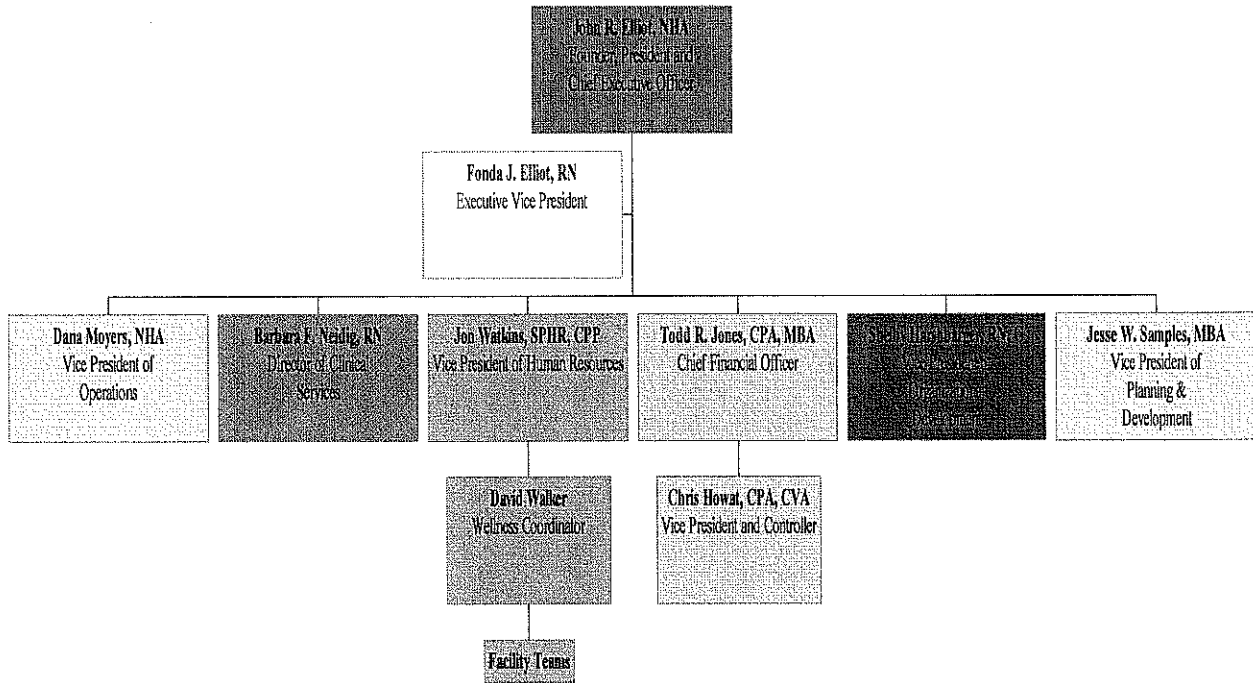 John R. Elliot, NHA
Founder, President and
Chief Executive Officer
Fonda J. Elliot, RN
Executive Vice President
Dana Moyers, NHA
Vice President of
Operations
Barbara F. Neidig, RN
Director of Clinical
Services
Jon Watkins, SPHR, CPP
Vice President of Human Resources
Todd R. Jones, CPA, MBA
Chief Financial Officer
Jesse W. Samples, MBA
Vice President of
Planning &
Development
David Walker
Wellness Coordinator
Chris Howat, CPA, CVA
Vice President and Controller
Facility Teams